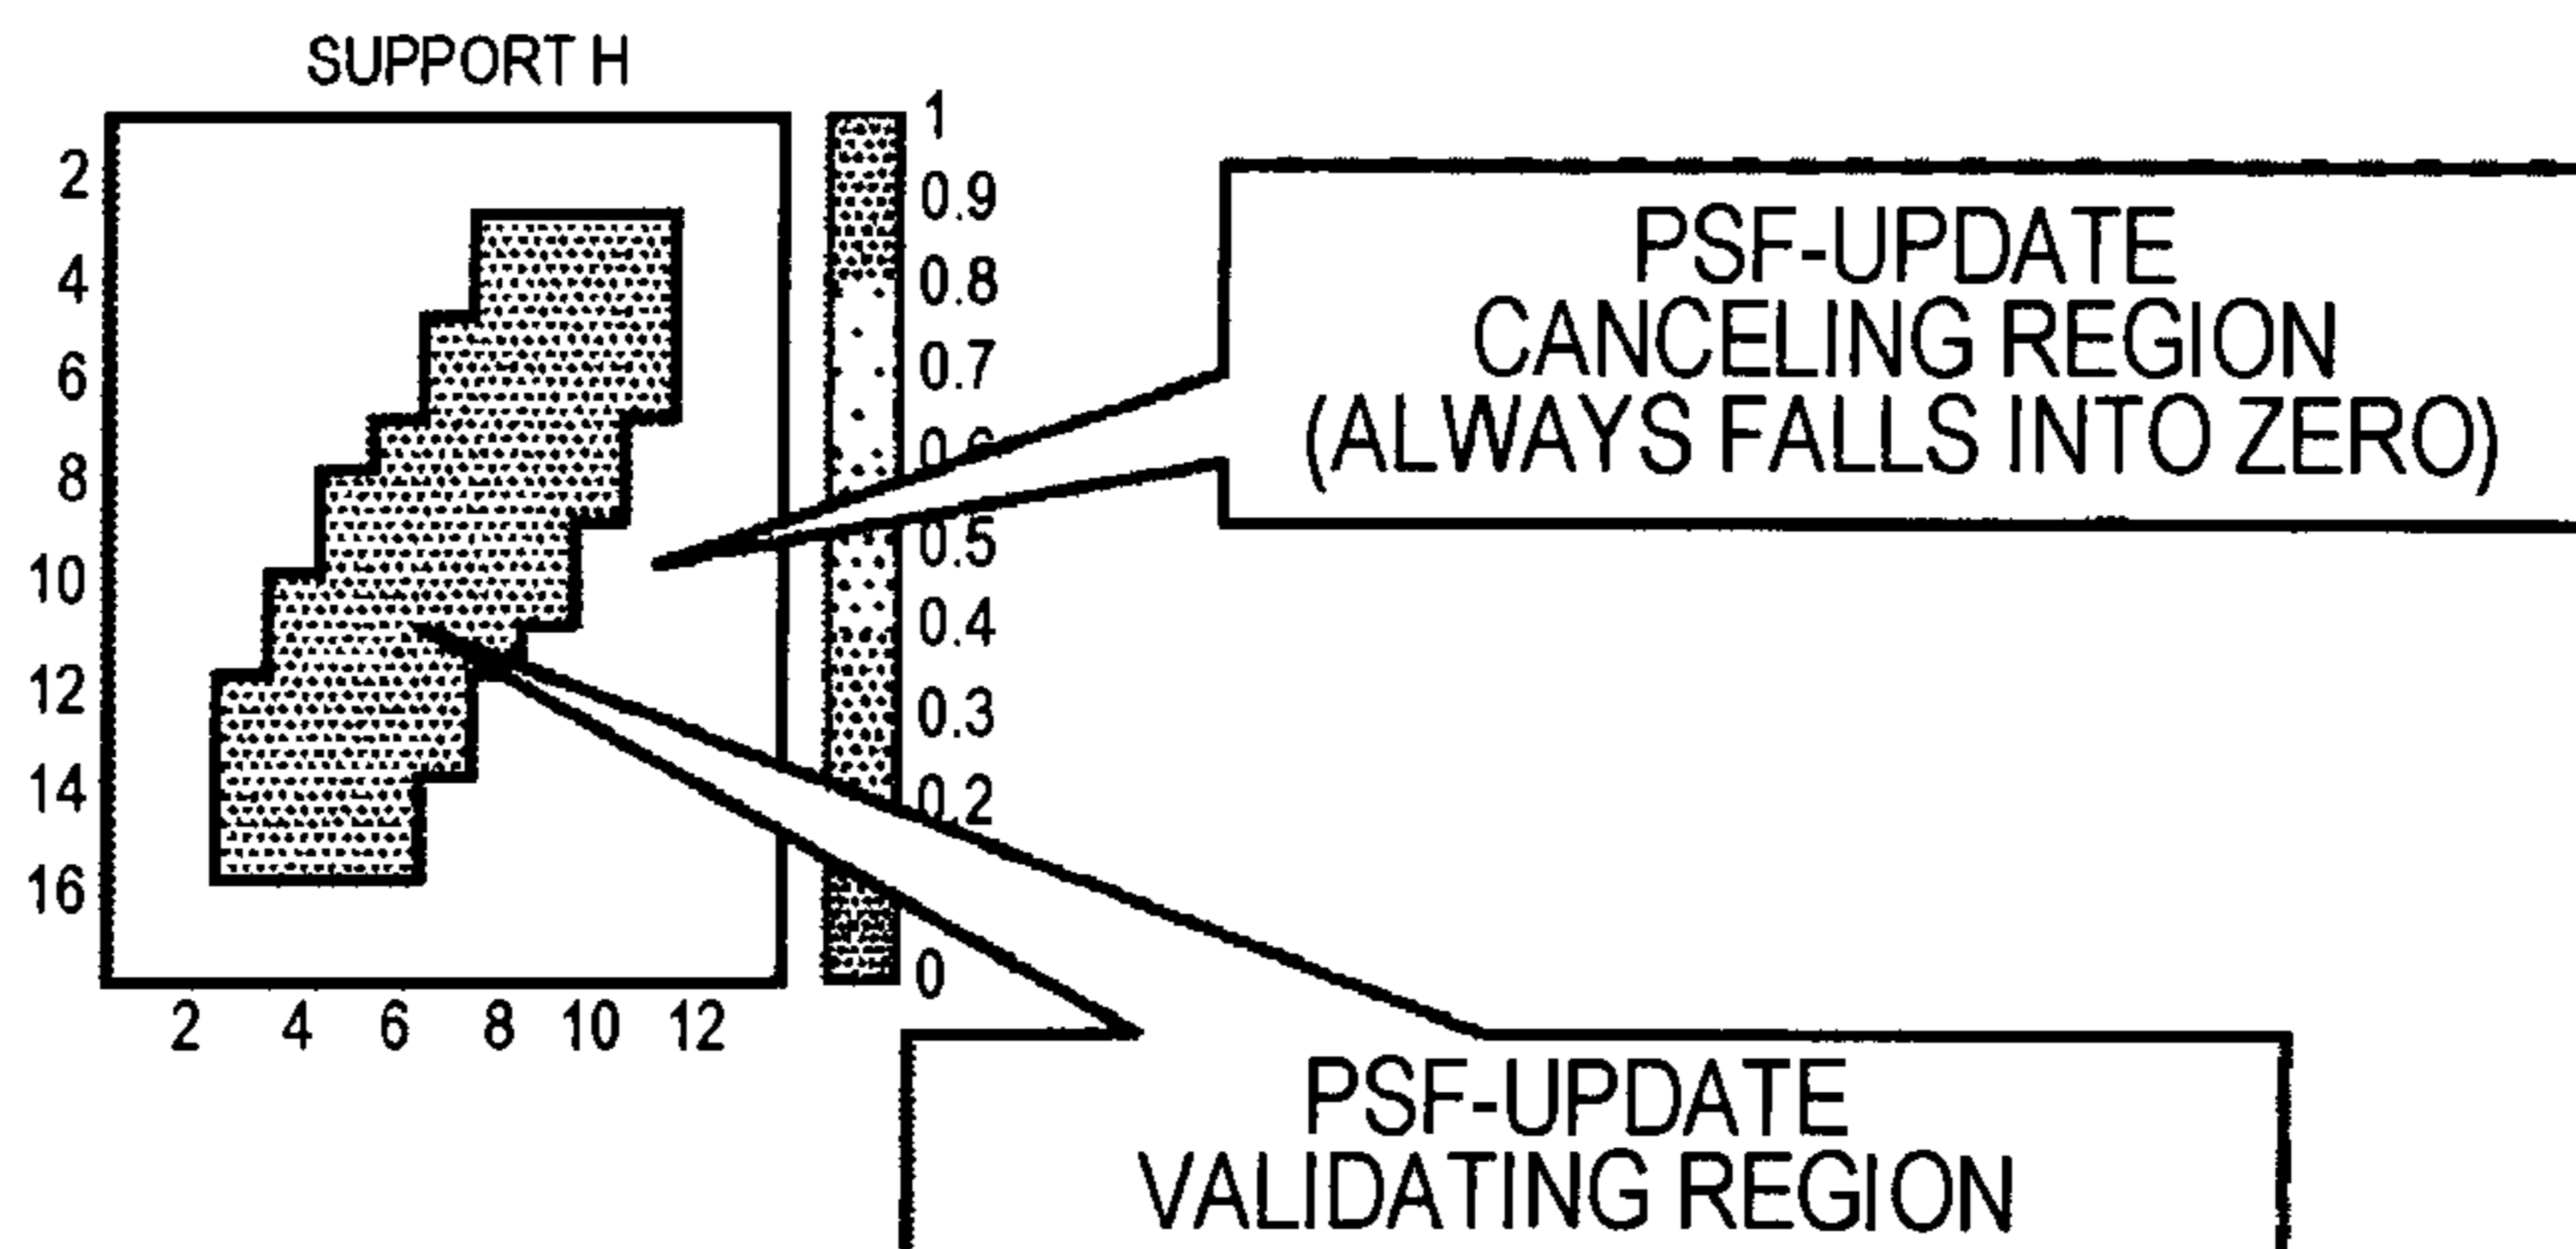 SUPPORT H
2
4
6
8
10
12
14
16
2 4 6 8 10 12
1
0.9
0.8
0.7
0.6
0.5
0.4
0.3
0.2
0
PSF-UPDATE
CANCELING REGION
(ALWAYS FALLS INTO ZERO)
PSF-UPDATE
VALIDATING REGION